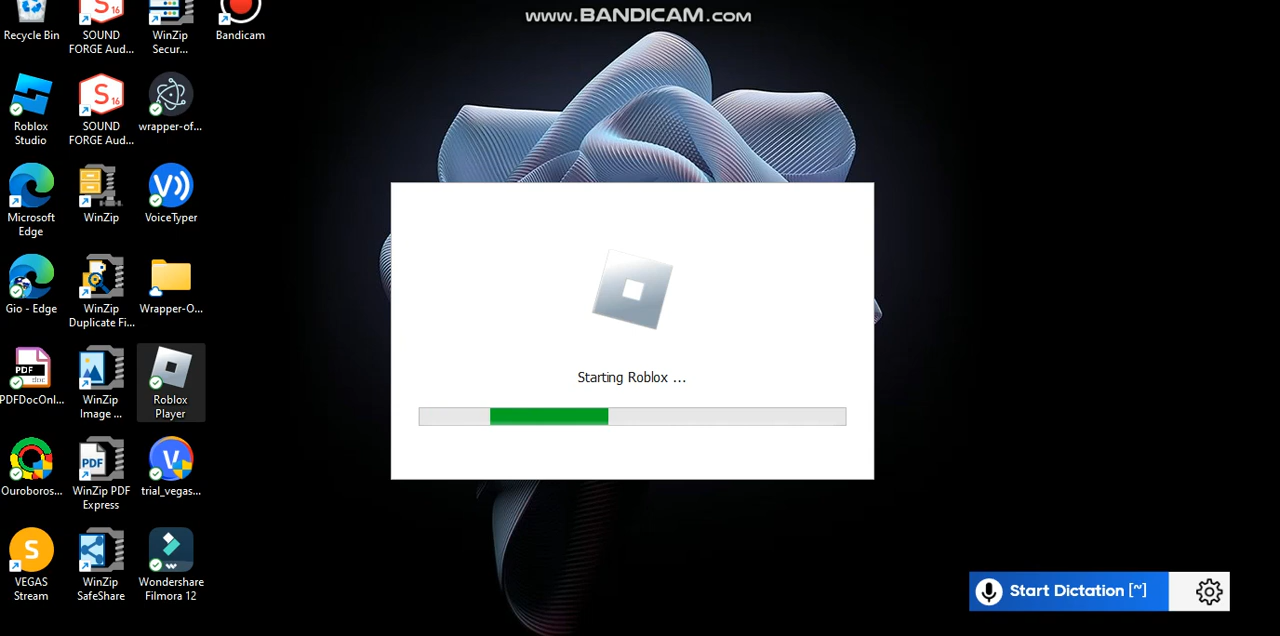 www.BANDICAM.com
Recycle Bin
SOUND
FORGE Aud...
WinZip
Secur...
Bandicam
Roblox
Studio
SOUND
FORGE Aud...
wrapper-of...
Microsoft
Edge
WinZip
VoiceTyper
Gio - Edge
WinZip
Duplicate Fi...
Wrapper-O...
PDFDocOnl...
WinZip
Image ...
Roblox
Player
Ouroboros...
WinZip PDF
Express
trial_vegas...
VEGAS
Stream
WinZip
SafeShare
Wondershare
Filmora 12
Starting Roblox ...
Start Dictation [~]